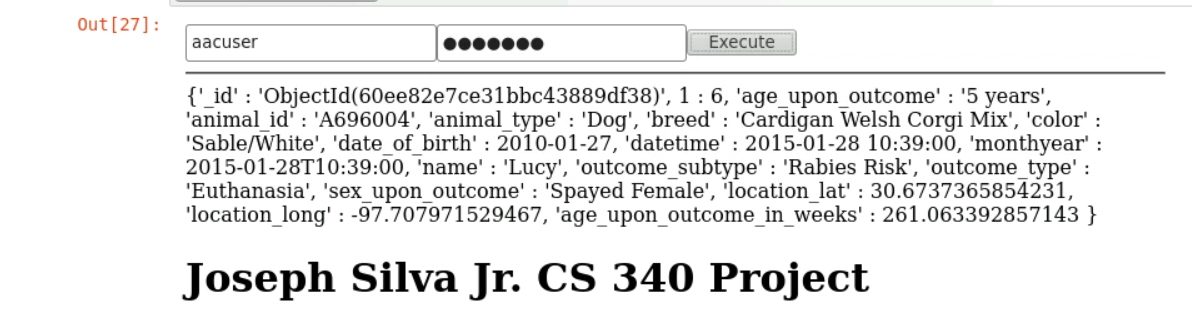 Out[27]:
aacuser ●●●●●●● Execute
{'_id' : 'ObjectId(60ee82e7ce31bbc43889df38)', 1 : 6, 'age_upon_outcome' : '5 years',
'animal_id' : 'A696004', 'animal_type' : 'Dog', 'breed' : 'Cardigan Welsh Corgi Mix', 'color' :
'Sable/White', 'date_of_birth' : 2010-01-27, 'datetime' : 2015-01-28 10:39:00, 'monthyear' :
2015-01-28T10:39:00, 'name' : 'Lucy', 'outcome_subtype' : 'Rabies Risk', 'outcome_type' :
'Euthanasia', 'sex_upon_outcome' : 'Spayed Female', 'location_lat' : 30.6737365854231,
'location_long' : -97.707971529467, 'age_upon_outcome_in_weeks' : 261.063392857143 }
Joseph Silva Jr. CS 340 Project